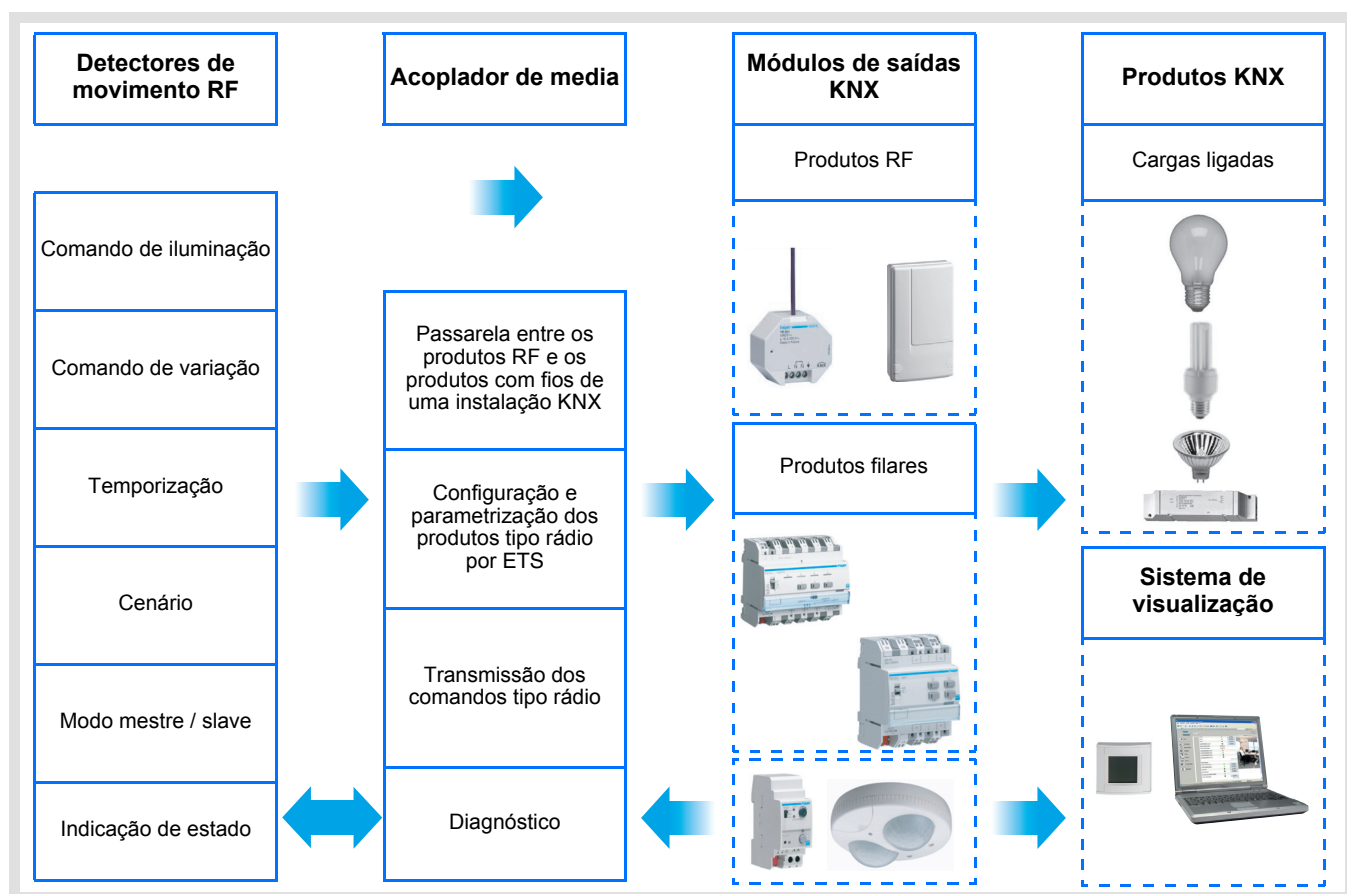 Detectores de
movimento RF
Comando de iluminação
Comando de variação
Temporização
Cenário
Modo mestre / slave
Indicação de estado
Acoplador de media
Passarela entre os
produtos RF e os
produtos com fios de
uma instalação KNX
Configuração e
parametrização dos
produtos tipo rádio
por ETS
Transmissão dos
comandos tipo rádio
Diagnóstico
Módulos de saídas
KNX
Produtos RF
Produtos filares
Produtos KNX
Cargas ligadas
Sistema de
visualização